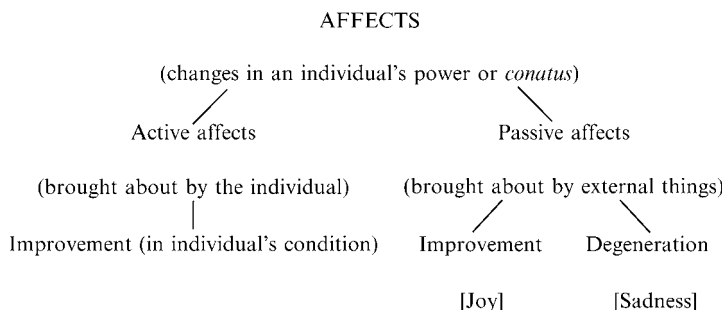 AFFECTS
(changes in an individual's power or conatus)
Active affects Passive affects
(brought about by the individual) (brought about by external things)
Improvement (in individual's condition) Improvement Degeneration
[Joy] [Sadness]